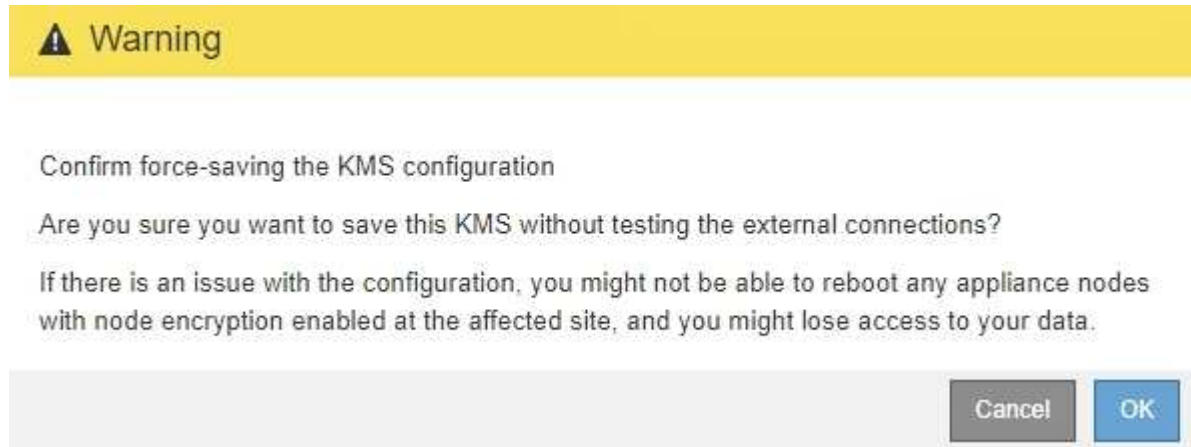 Warning
Confirm force-saving the KMS configuration
Are you sure you want to save this KMS without testing the external connections?
If there is an issue with the configuration, you might not be able to reboot any appliance nodes
with node encryption enabled at the affected site, and you might lose access to your data.
Cancel OK